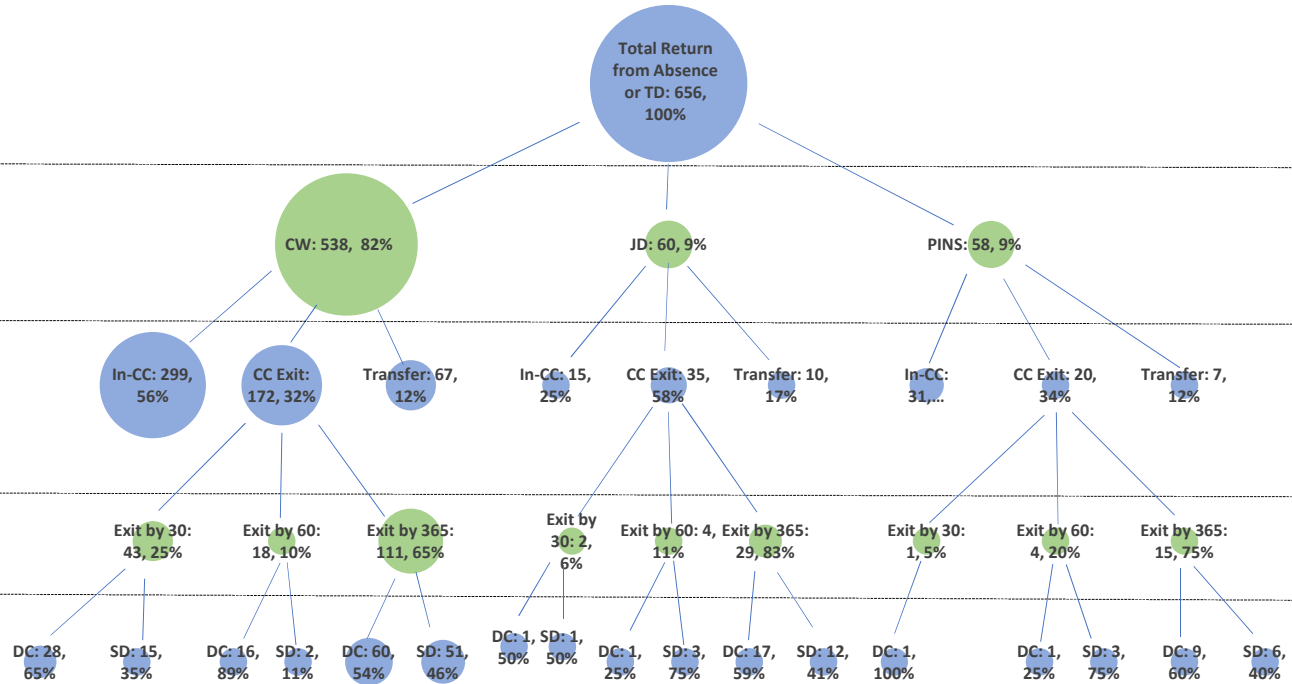 Total Return
from Absence
or TD: 656,
100%
CW: 538, 82%
JD: 60, 9%
PINS: 58, 9%
In-CC: 299,
56%
CC Exit:
172, 32%
Transfer: 67,
12%
In-CC: 15,
25%
CC Exit: 35,
58%
Transfer: 10,
17%
In-CC:
31,...
CC Exit: 20,
34%
Transfer: 7,
12%
Exit by 30:
43, 25%
Exit by 60:
18, 10%
Exit by 365:
111, 65%
Exit by
30: 2,
6%
Exit by 60: 4,
11%
Exit by 365:
29, 83%
Exit by 30:
1, 5%
Exit by 60:
4, 20%
Exit by 365:
15, 75%
DC: 28,
65%
SD: 15,
35%
DC: 16,
89%
SD: 2,
11%
DC: 60,
54%
SD: 51,
46%
DC: 1,
50%
SD: 1,
50%
DC: 1,
25%
SD: 3,
75%
DC: 17,
59%
SD: 12,
41%
DC: 1,
100%
DC: 1,
25%
SD: 3,
75%
DC: 9,
60%
SD: 6,
40%